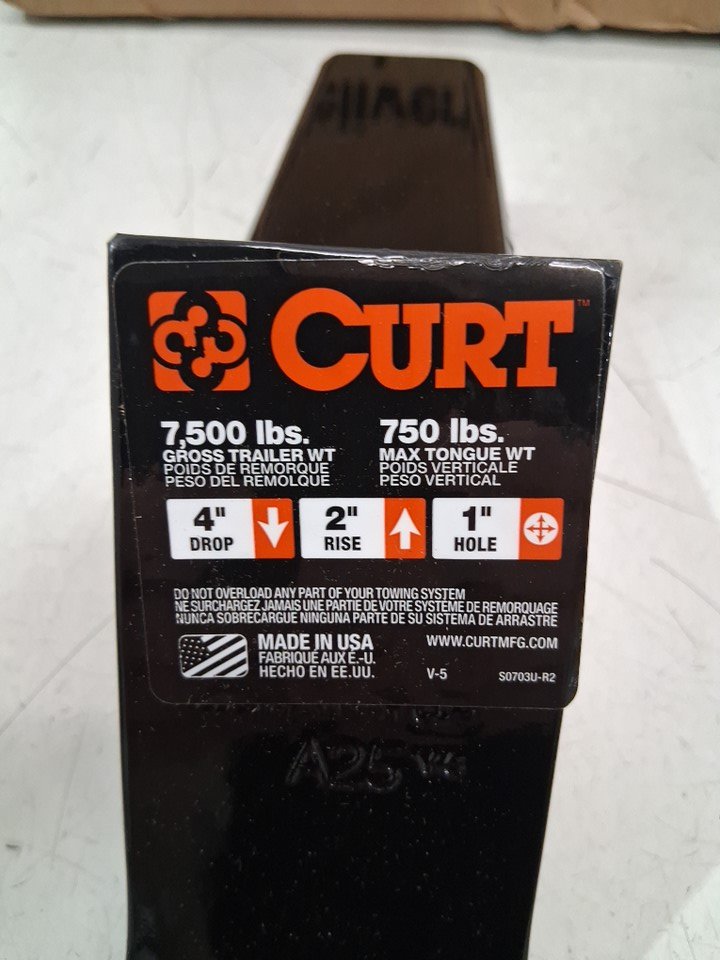 CURT™
7,500 lbs.
GROSS TRAILER WT
POIDS DE REMORQUE
PESO DEL REMOLQUE
750 lbs.
MAX TONGUE WT
POIDS VERTICALE
PESO VERTICAL
4"
DROP
2"
RISE
1"
HOLE
DO NOT OVERLOAD ANY PART OF YOUR TOWING SYSTEM
NE SURCHARGEZ JAMAIS UNE PARTIE DE VOTRE SYSTEME DE REMORQUAGE
NUNCA SOBRECARGUE NINGUNA PARTE DE SU SISTEMA DE ARRASTRE
MADE IN USA
FABRIQUÉ AUX É.-U.
HECHO EN EE.UU.
WWW.CURTMFG.COM
V-5
S0703U-R2
A25